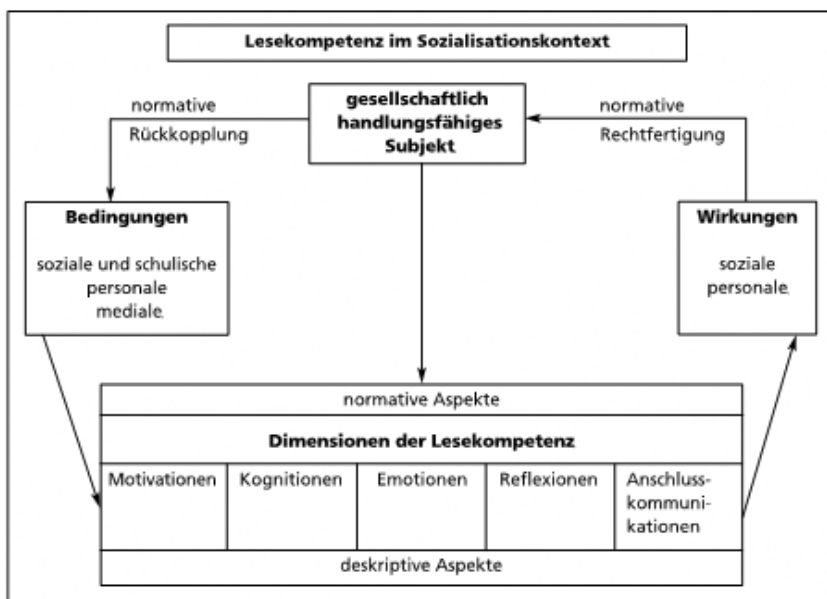 Lesekompetenz im Sozialisationskontext
normative
Rückkopplung
gesellschaftlich
handlungsfähiges
Subjekt
normative
Rechtfertigung
Bedingungen
soziale und schulische
personale
mediale
Wirkungen
soziale
personale
normative Aspekte
Dimensionen der Lesekompetenz
Motivationen
Kognitionen
Emotionen
Reflexionen
Anschluss-
kommuni-
kationen
deskriptive Aspekte